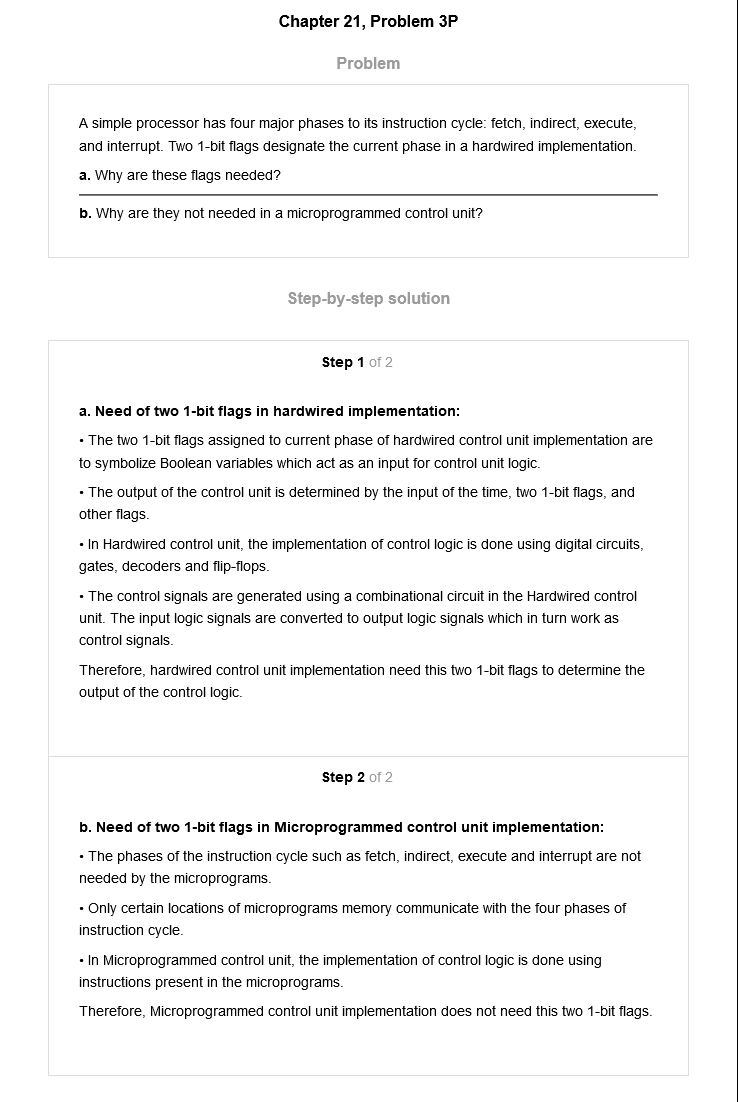 Chapter 21, Problem 3P
Problem
A simple processor has four major phases to its instruction cycle: fetch, indirect, execute,
and interrupt. Two 1-bit flags designate the current phase in a hardwired implementation.
a. Why are these flags needed?
b. Why are they not needed in a microprogrammed control unit?
Step-by-step solution
Step 1 of 2
a. Need of two 1-bit flags in hardwired implementation:
• The two 1-bit flags assigned to current phase of hardwired control unit implementation are
to symbolize Boolean variables which act as an input for control unit logic.
• The output of the control unit is determined by the input of the time, two 1-bit flags, and
other flags.
• In Hardwired control unit, the implementation of control logic is done using digital circuits,
gates, decoders and flip-flops.
• The control signals are generated using a combinational circuit in the Hardwired control
unit. The input logic signals are converted to output logic signals which in turn work as
control signals.
Therefore, hardwired control unit implementation need this two 1-bit flags to determine the
output of the control logic.
Step 2 of 2
b. Need of two 1-bit flags in Microprogrammed control unit implementation:
• The phases of the instruction cycle such as fetch, indirect, execute and interrupt are not
needed by the microprograms.
• Only certain locations of microprograms memory communicate with the four phases of
instruction cycle.
• In Microprogrammed control unit, the implementation of control logic is done using
instructions present in the microprograms.
Therefore, Microprogrammed control unit implementation does not need this two 1-bit flags.